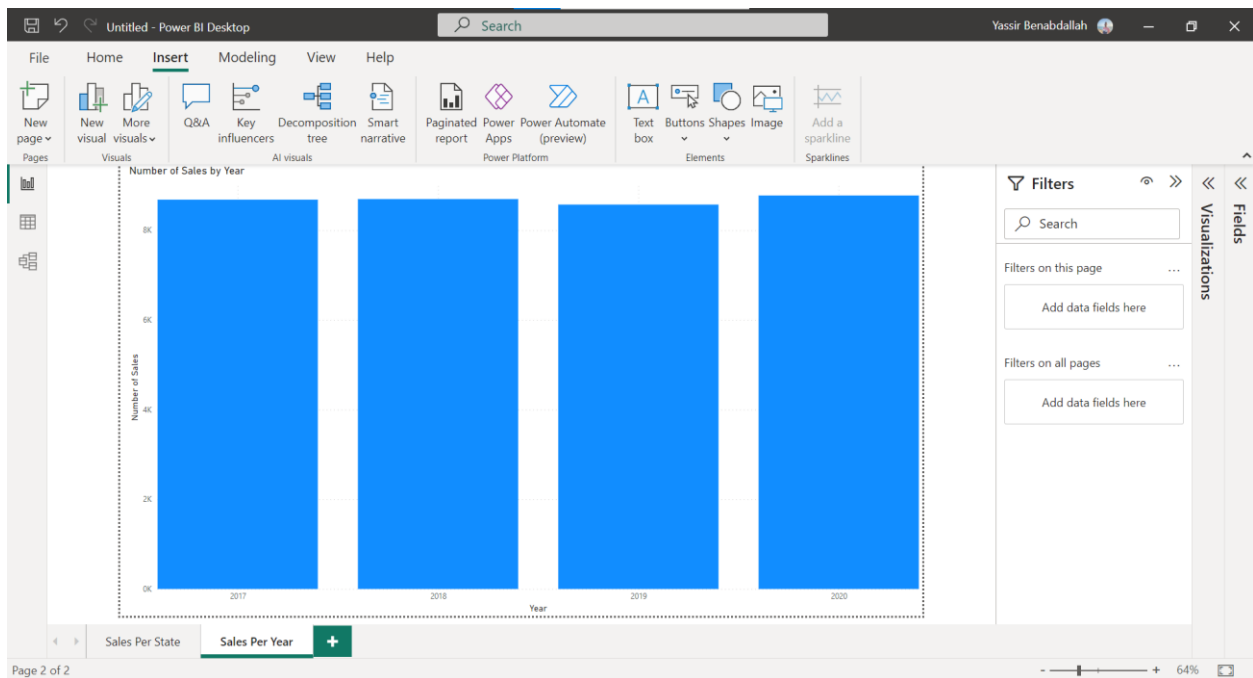 Untitled - Power BI Desktop
Search
Yassir Benabdallah
File Home Insert Modeling View Help
New page
New visual
More visuals
Q&A
Key influencers
Decomposition tree
Smart narrative
Paginated report
Power Apps
Power Automate (preview)
Text box
Buttons
Shapes
Image
Add a sparkline
Pages
Visuals
AI visuals
Power Platform
Elements
Sparklines
Number of Sales by Year
8K
6K
4K
2K
0K
Number of Sales
2017 2018 2019 2020
Year
Filters
Search
Filters on this page ...
Add data fields here
Filters on all pages ...
Add data fields here
Visualizations
Fields
Sales Per State
Sales Per Year
+
Page 2 of 2
- + 64%